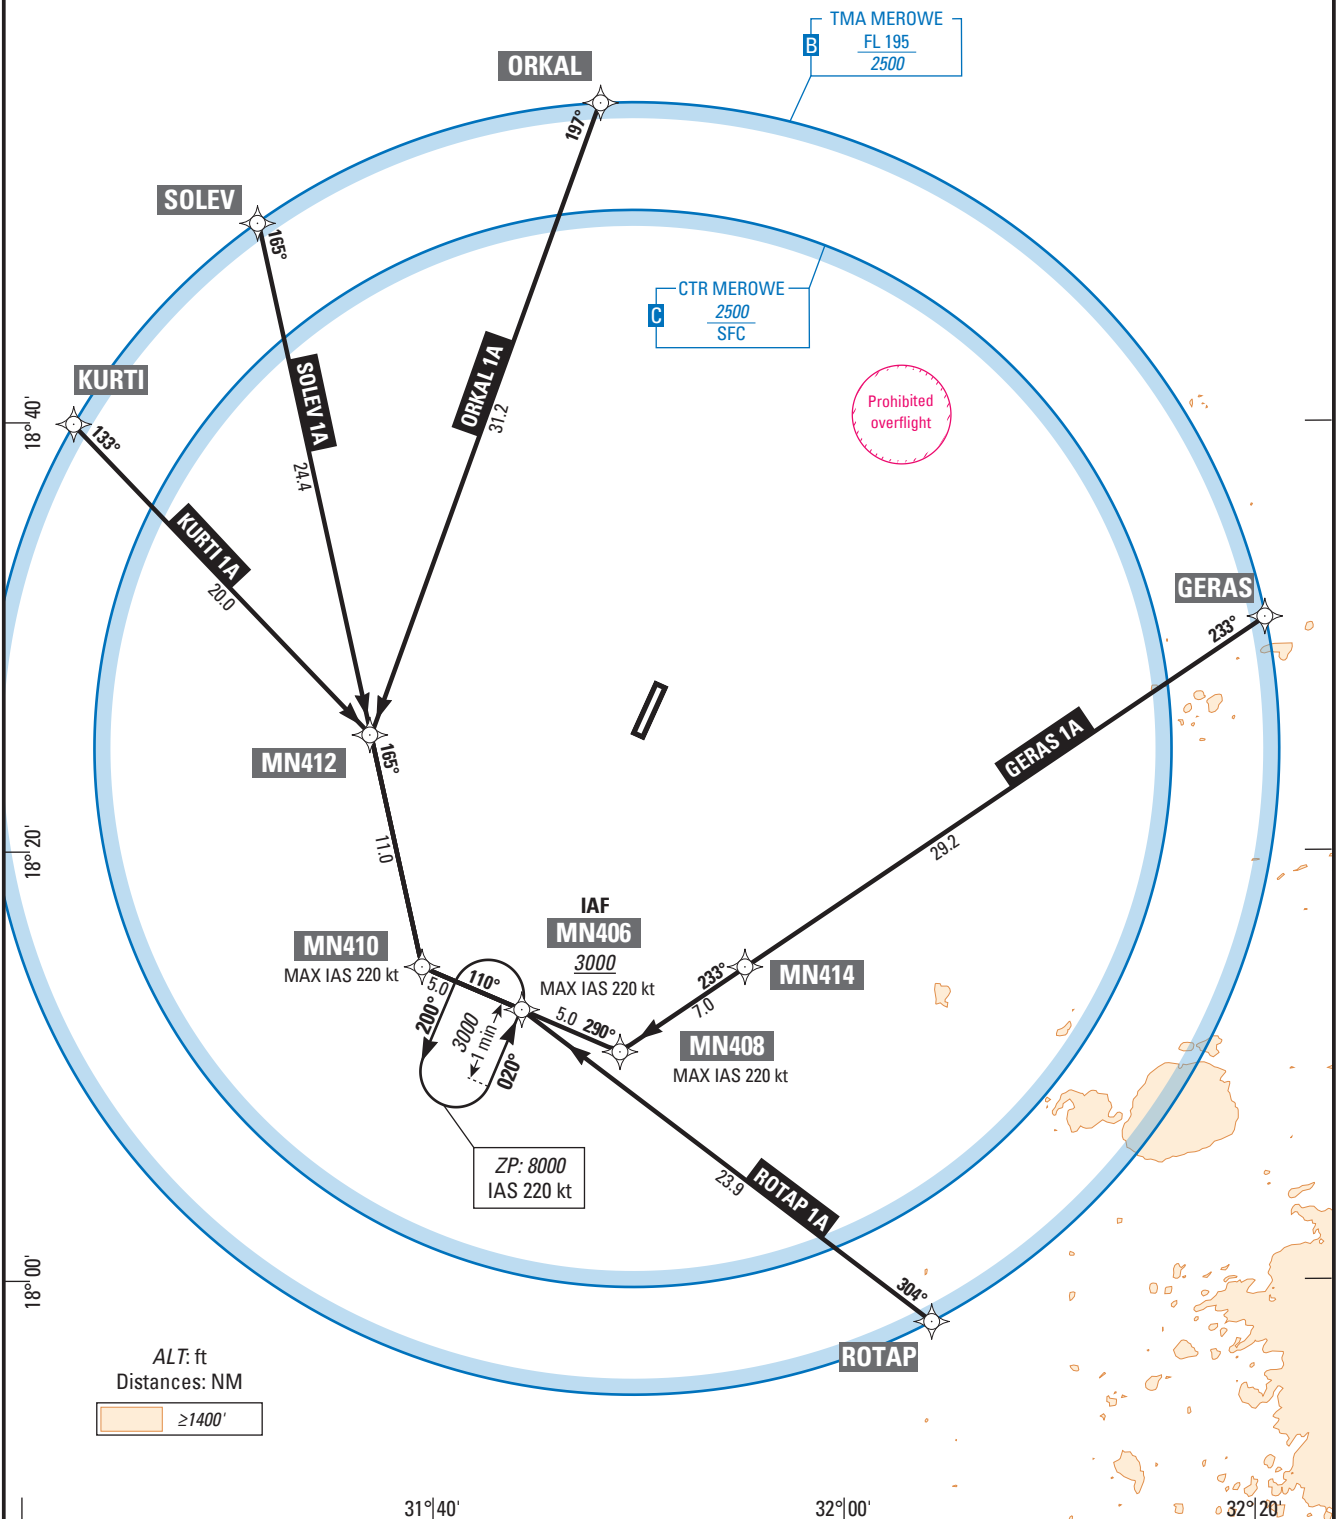 TMA MEROWE
B
FL 195
2500
ORKAL
197°
SOLEV
165°
CTR MEROWE
C
2500
SFC
KURTI
133°
Prohibited
overflight
18°40'
SOLEV 1A
24.4
ORKAL 1A
31.2
KURTI 1A
20.0
GERAS
233°
MN412
165°
GERAS 1A
29.2
11.0
18°20'
IAF
MN406
3000
MAX IAS 220 kt
MN410
MAX IAS 220 kt
5.0
110°
233°
7.0
MN414
200°
3000
1 min
020°
5.0
290°
MN408
MAX IAS 220 kt
ZP: 8000
IAS 220 kt
ROTAP 1A
23.9
304°
ROTAP
18°00'
ALT: ft
Distances: NM
≥1400'
31°40'
32°00'
32°20'